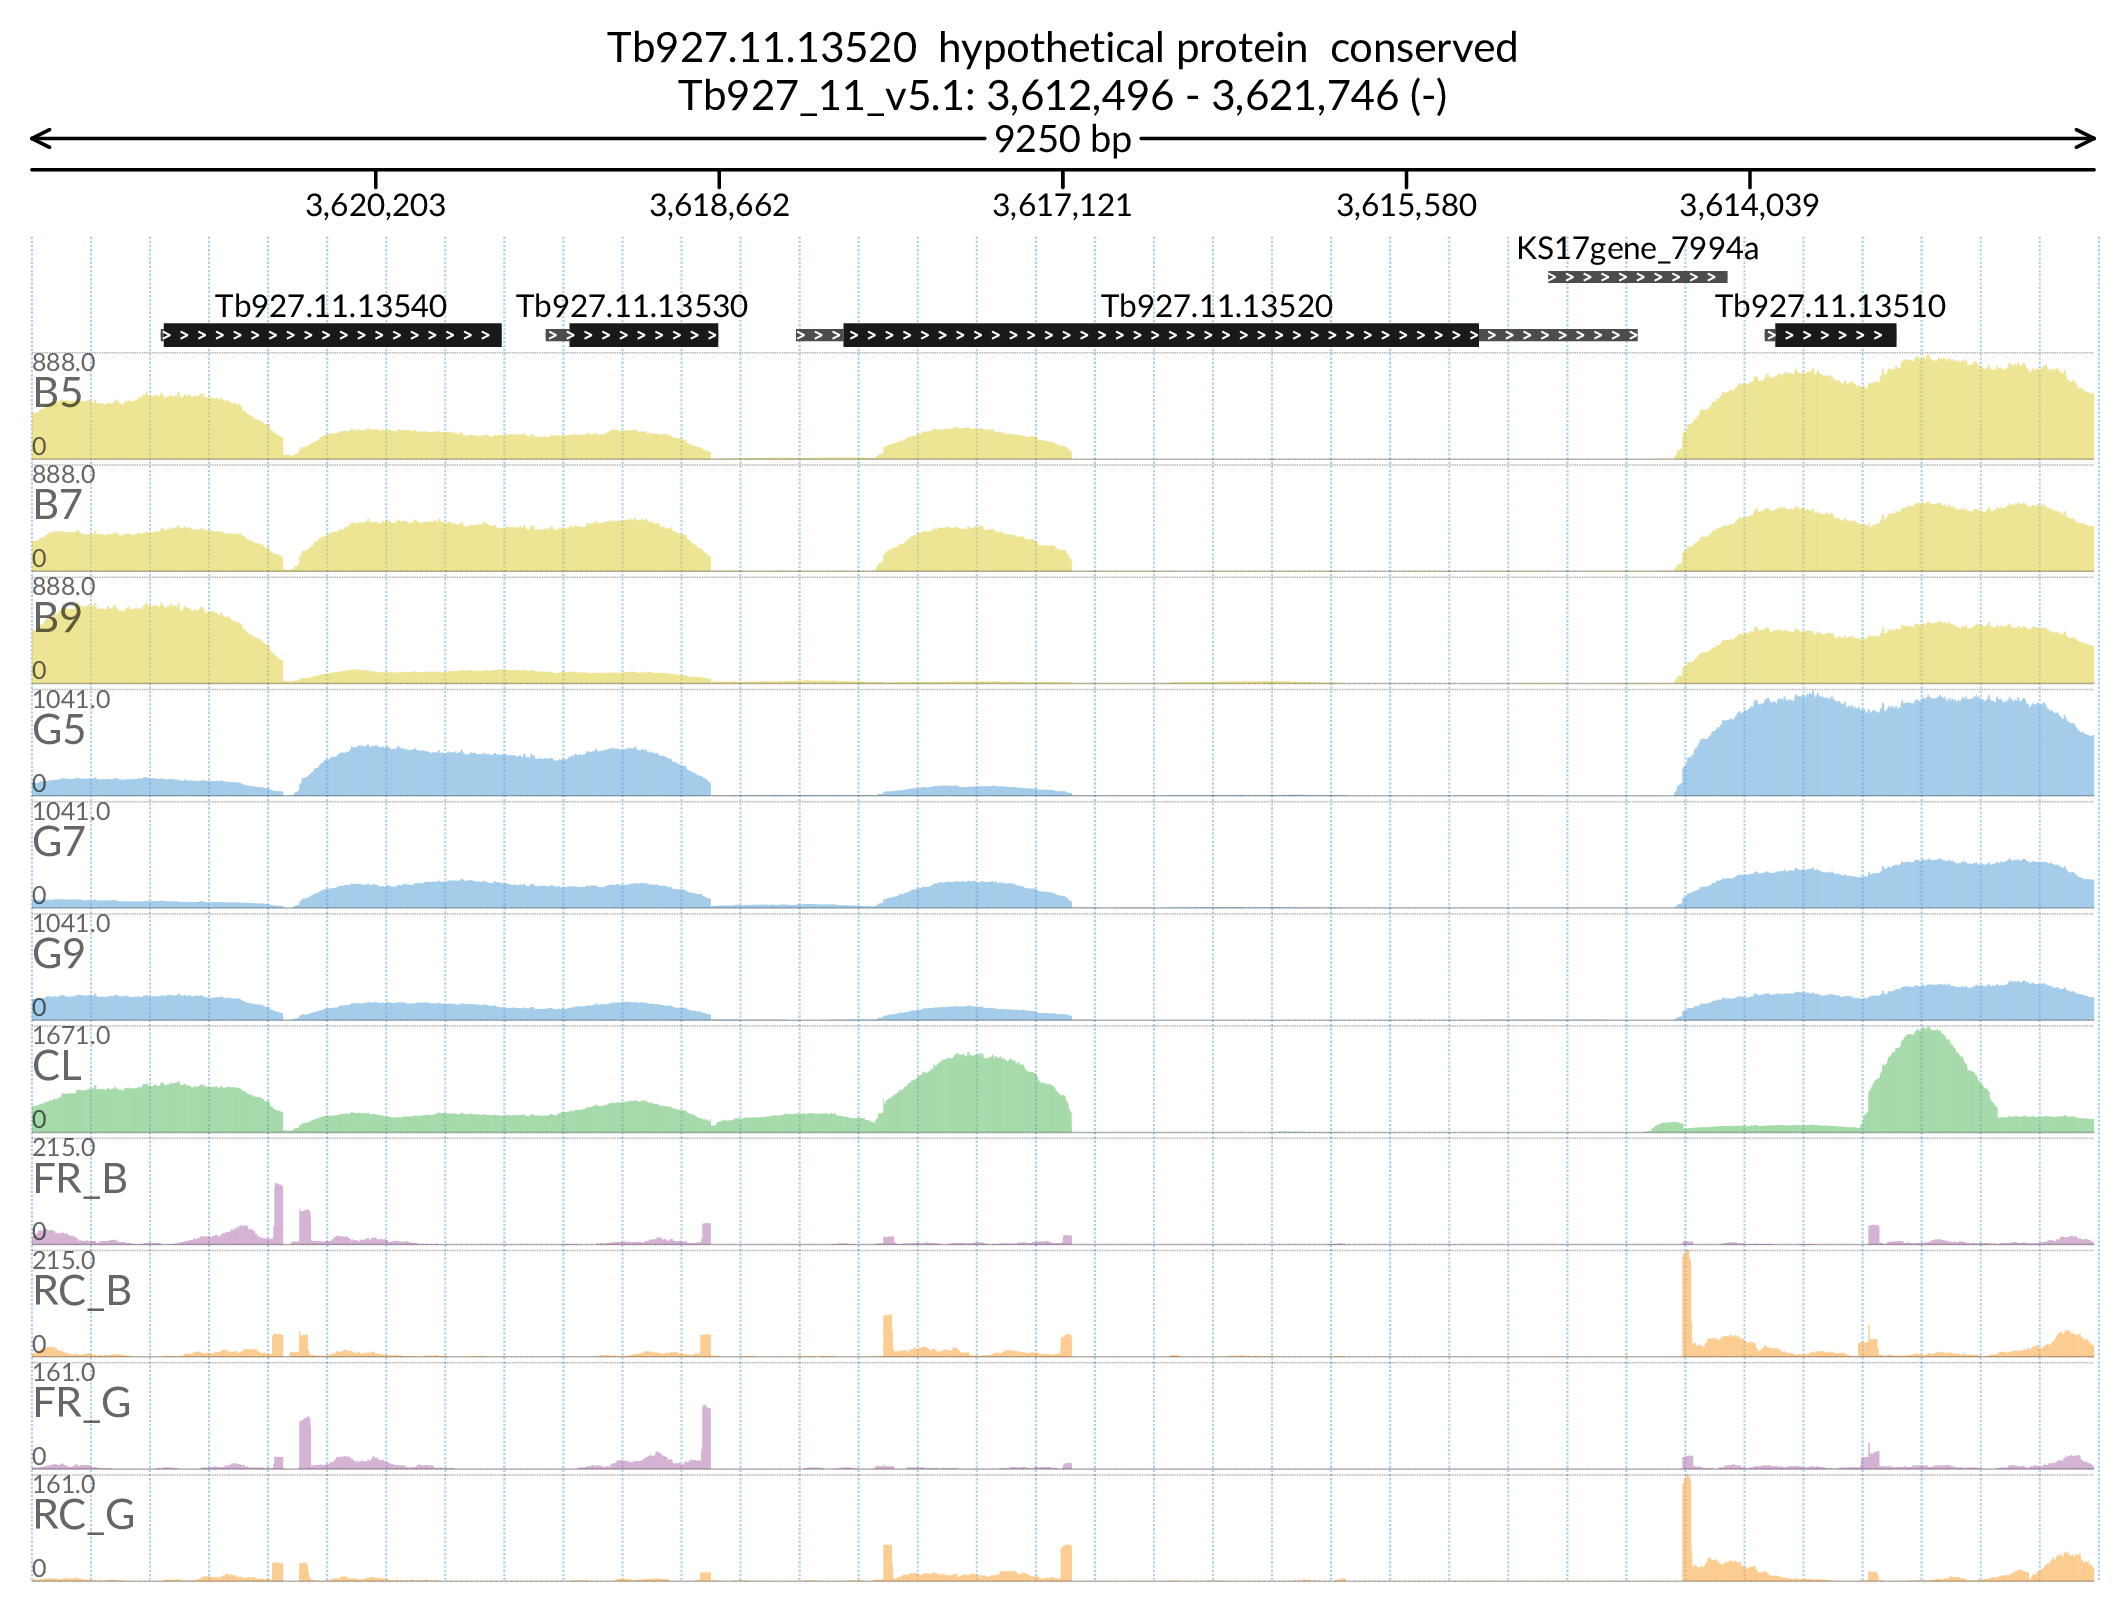 Tb927.11.13520 hypothetical protein conserved
Tb927_11_v5.1: 3,612,496 - 3,621,746 (-)
9250 bp
3,620,203 3,618,662 3,617,121 3,615,580 3,614,039
KS17gene_7994a
Tb927.11.13540 Tb927.11.13530 Tb927.11.13520 Tb927.11.13510
888.0
B5
0
888.0
B7
0
888.0
B9
0
1041.0
G5
0
1041.0
G7
0
1041.0
G9
0
1671.0
CL
0
215.0
FR_B
0
215.0
RC_B
0
161.0
FR_G
0
161.0
RC_G
0